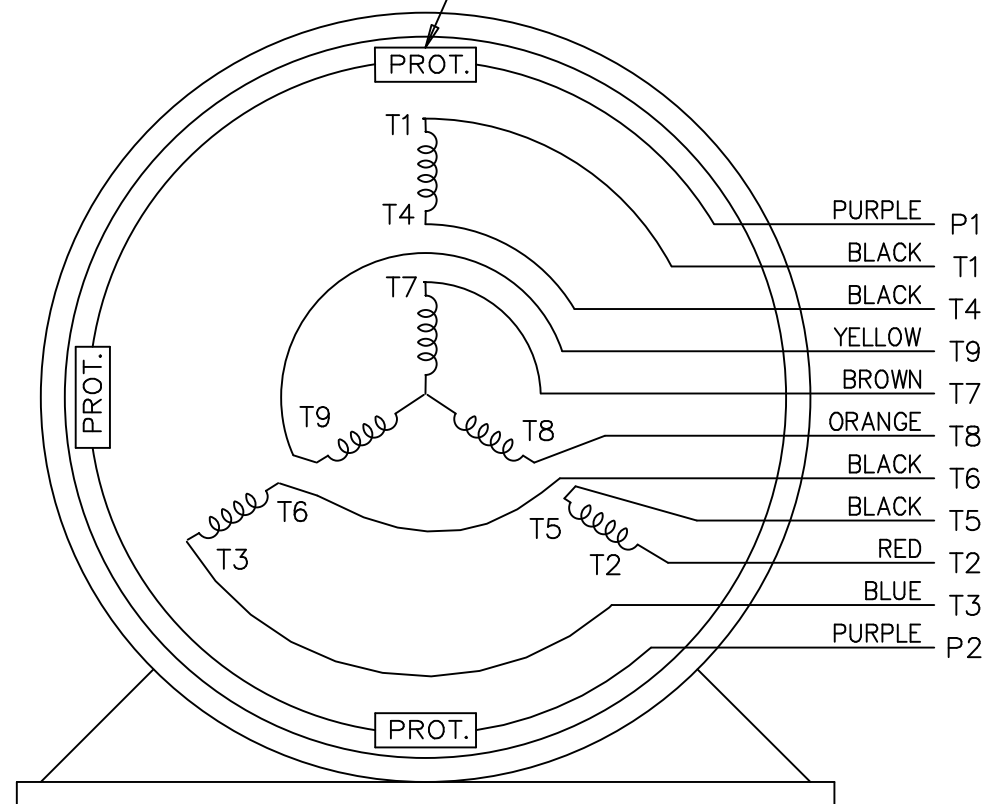 PROT.
T1
T4
PURPLE P1
BLACK T1
T7
BLACK T4
YELLOW T9
PROT.
BROWN T7
T9
T8
ORANGE T8
BLACK T6
T6
T5
BLACK T5
T3
T2
RED T2
BLUE T3
PURPLE P2
PROT.